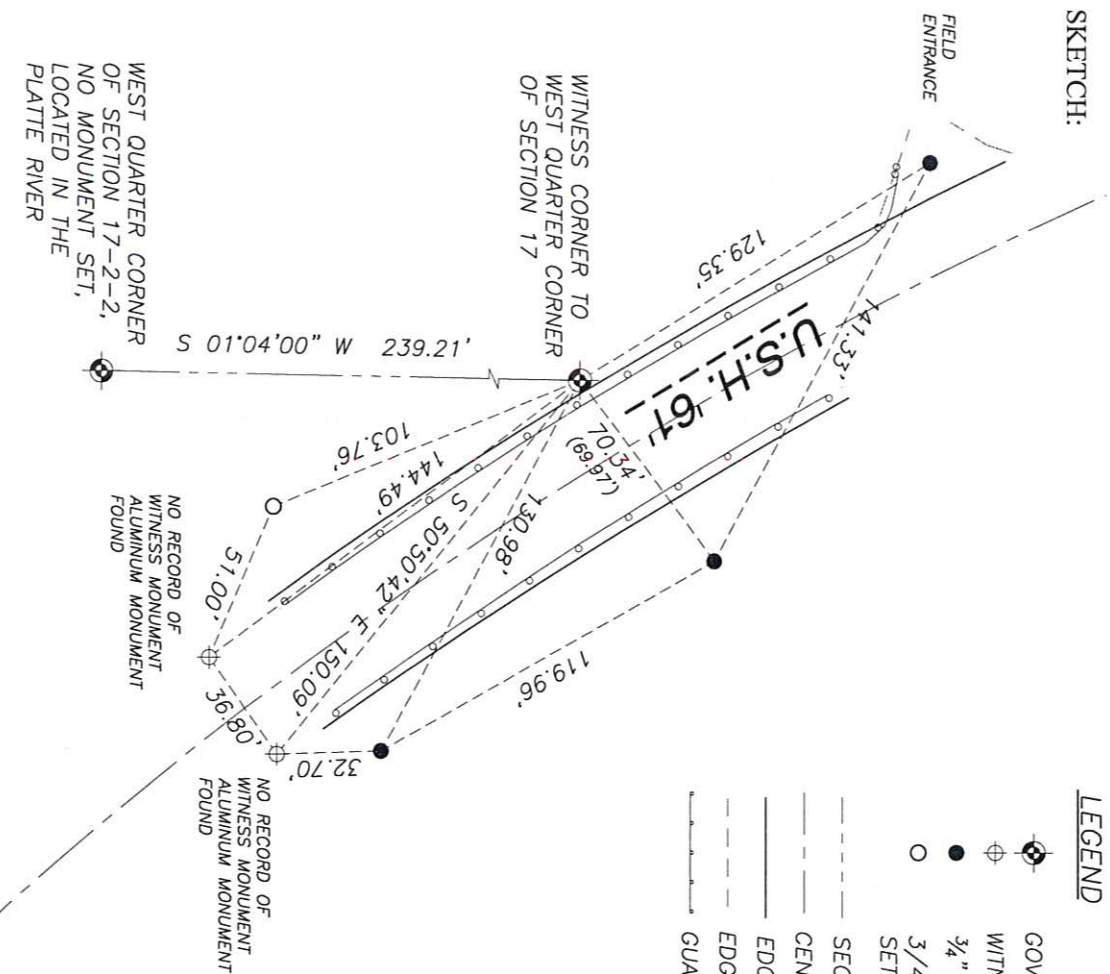 SKETCH:
FIELD
ENTRANCE
129.35'
141.33'
U.S.H. '61'
WITNESS CORNER TO
WEST QUARTER CORNER
OF SECTION 17
70.34'
(69.97')
S 01°04'00" W 239.21'
WEST QUARTER CORNER
OF SECTION 17-2-2,
NO MONUMENT SET,
LOCATED IN THE
PLATTE RIVER
103.76'
144.49'
S 50°50'42" E 150.09'
130.98'
119.96'
51.00'
36.80'
32.70'
NO RECORD OF
WITNESS MONUMENT
ALUMINUM MONUMENT
FOUND
NO RECORD OF
WITNESS MONUMENT
ALUMINUM MONUMENT
FOUND
LEGEND
GOV
WITN
3/4"
3/4
SET
SEC
CEN
EDG
EDG
GUA